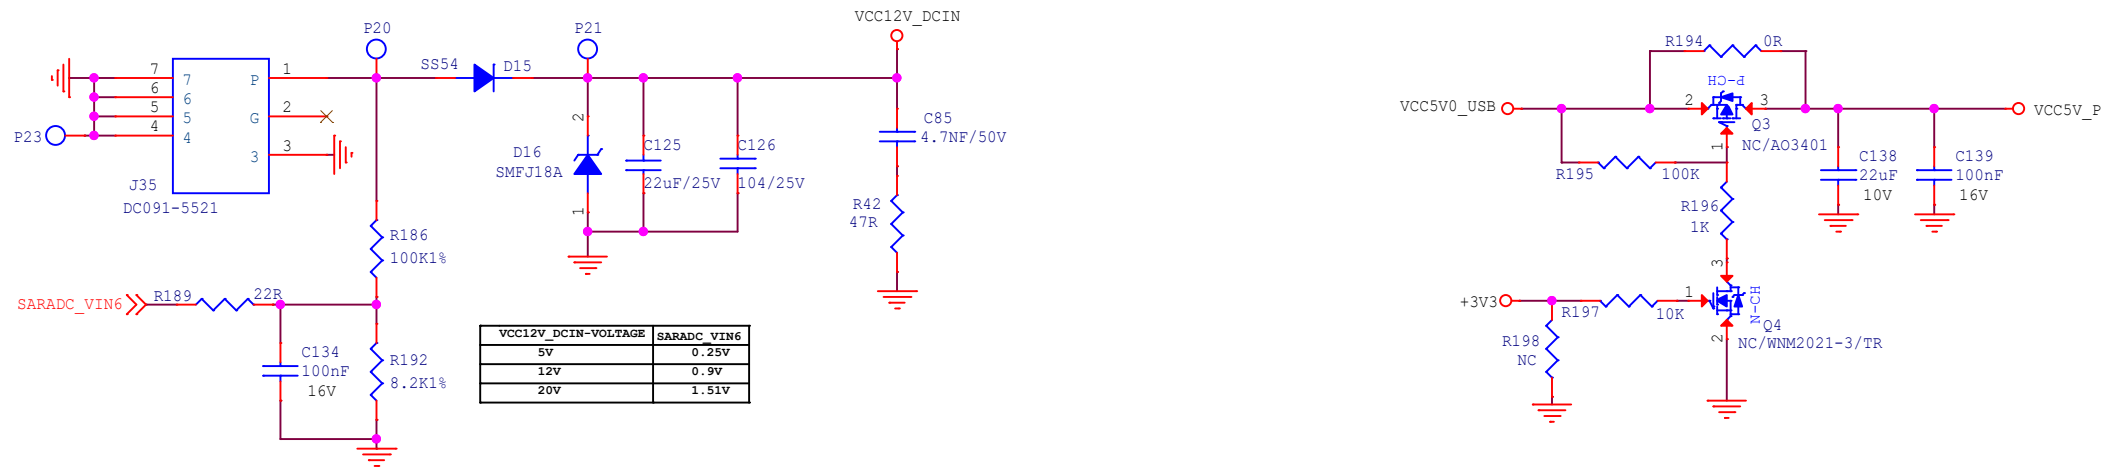 P20
P21
VCC12V_DCIN
SS54
D15
7
7
P
1
6
6
5
5
G
2
4
4
3
3
P23
J35
DC091-5521
2
D16
SMFJ18A
1
C125
22uF/25V
C126
104/25V
C85
4.7NF/50V
R42
47R
R186
100K1%
SARADC_VIN6
R189
22R
C134
100nF
16V
R192
8.2K1%
VCC12V_DCIN-VOLTAGE SARADC_VIN6
5V 0.25V
12V 0.9V
20V 1.51V
R194
0R
P-CH
VCC5V0_USB
2
3
VCC5V_P
Q3
NC/AO3401
1
R195
100K
C138
22uF
10V
C139
100nF
16V
R196
1K
3
+3V3
1
R197
10K
N-CH
Q4
NC/WNM2021-3/TR
2
R198
NC